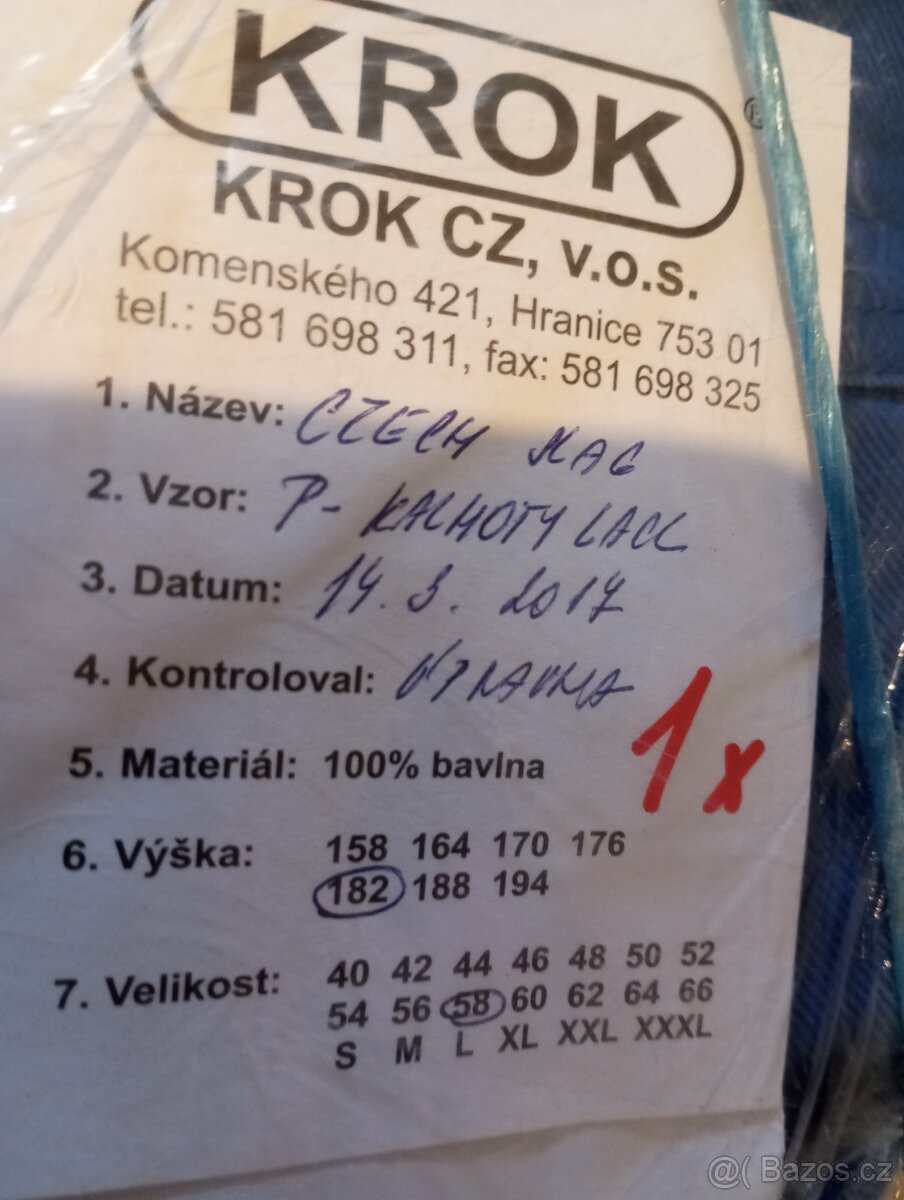 KROK
®
KROK CZ, v.o.s.
Komenského 421, Hranice 753 01
tel.: 581 698 311, fax: 581 698 325
1. Název: CZECH
2. Vzor: P- KALHOTY LACL
3. Datum: 14. 3. 2017
4. Kontroloval:
5. Materiál: 100% bavlna
1x
6. Výška: 158 164 170 176
182 188 194
7. Velikost: 40 42 44 46 48 50 52
54 56 58 60 62 64 66
S M L XL XXL XXXL
@( Bazos.cz